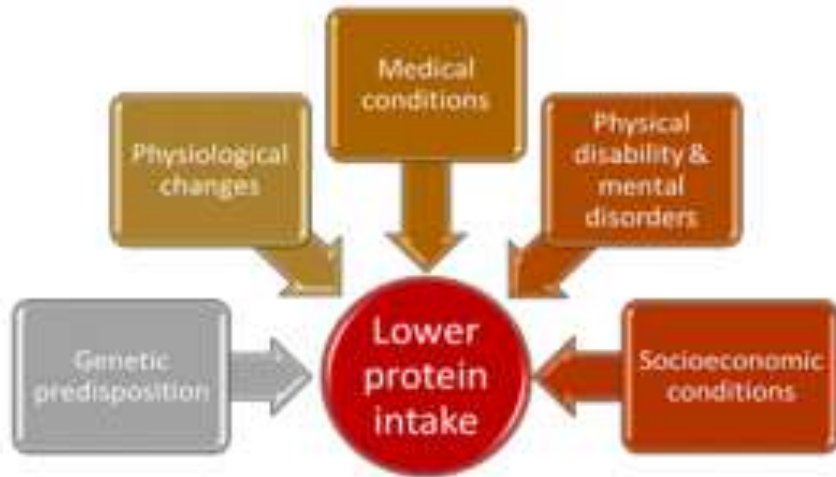 Medical
conditions
Physiological
changes
Physical
disability &
mental
disorders
Genetic
predisposition
Lower
protein
intake
Socioeconomic
conditions